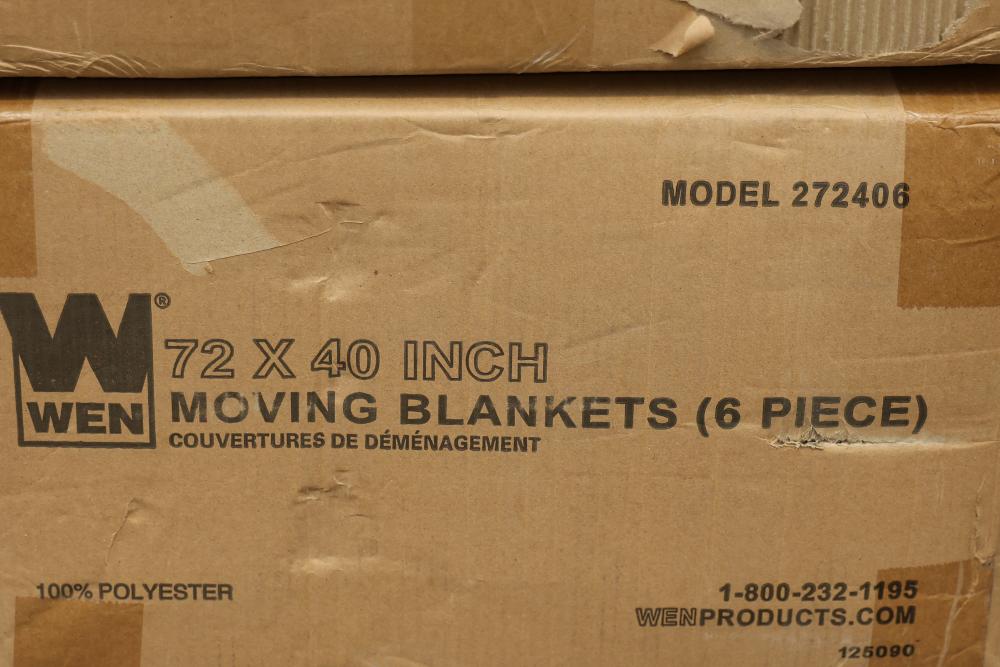 MODEL 272406
W®
WEN
72 X 40 INCH
MOVING BLANKETS (6 PIECE)
COUVERTURES DE DÉMÉNAGEMENT
100% POLYESTER
1-800-232-1195
WENPRODUCTS.COM
125090